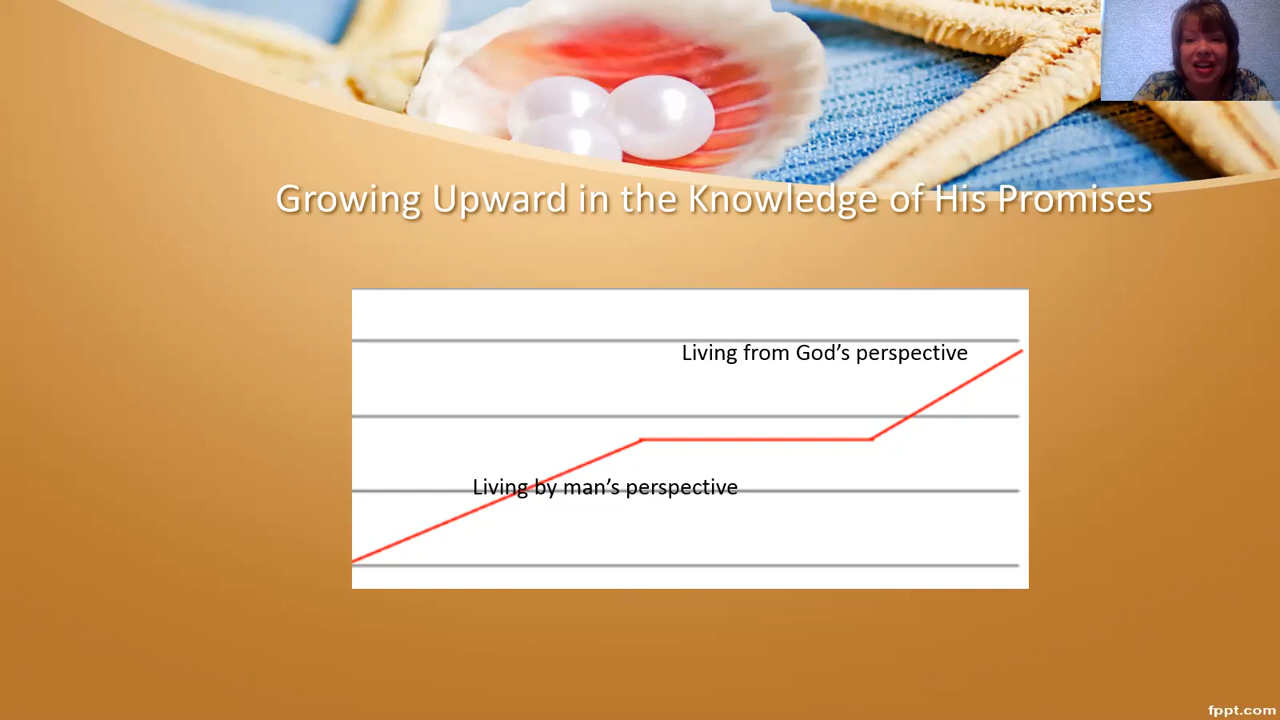 Growing Upward in the Knowledge of His Promises
Living from God’s perspective
Living by man’s perspective
fppt.com